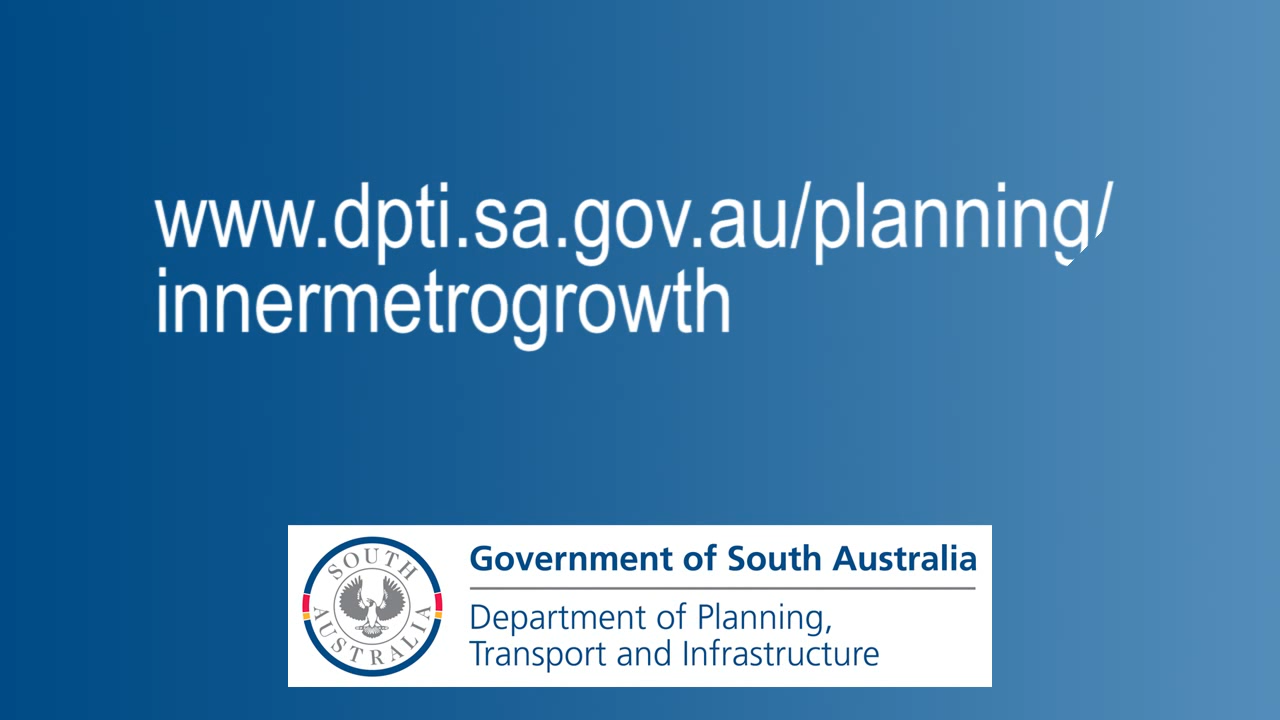 www.dpti.sa.gov.au/planning/
innermetrogrowth
SOUTH
AUSTRALIA
Government of South Australia
Department of Planning,
Transport and Infrastructure